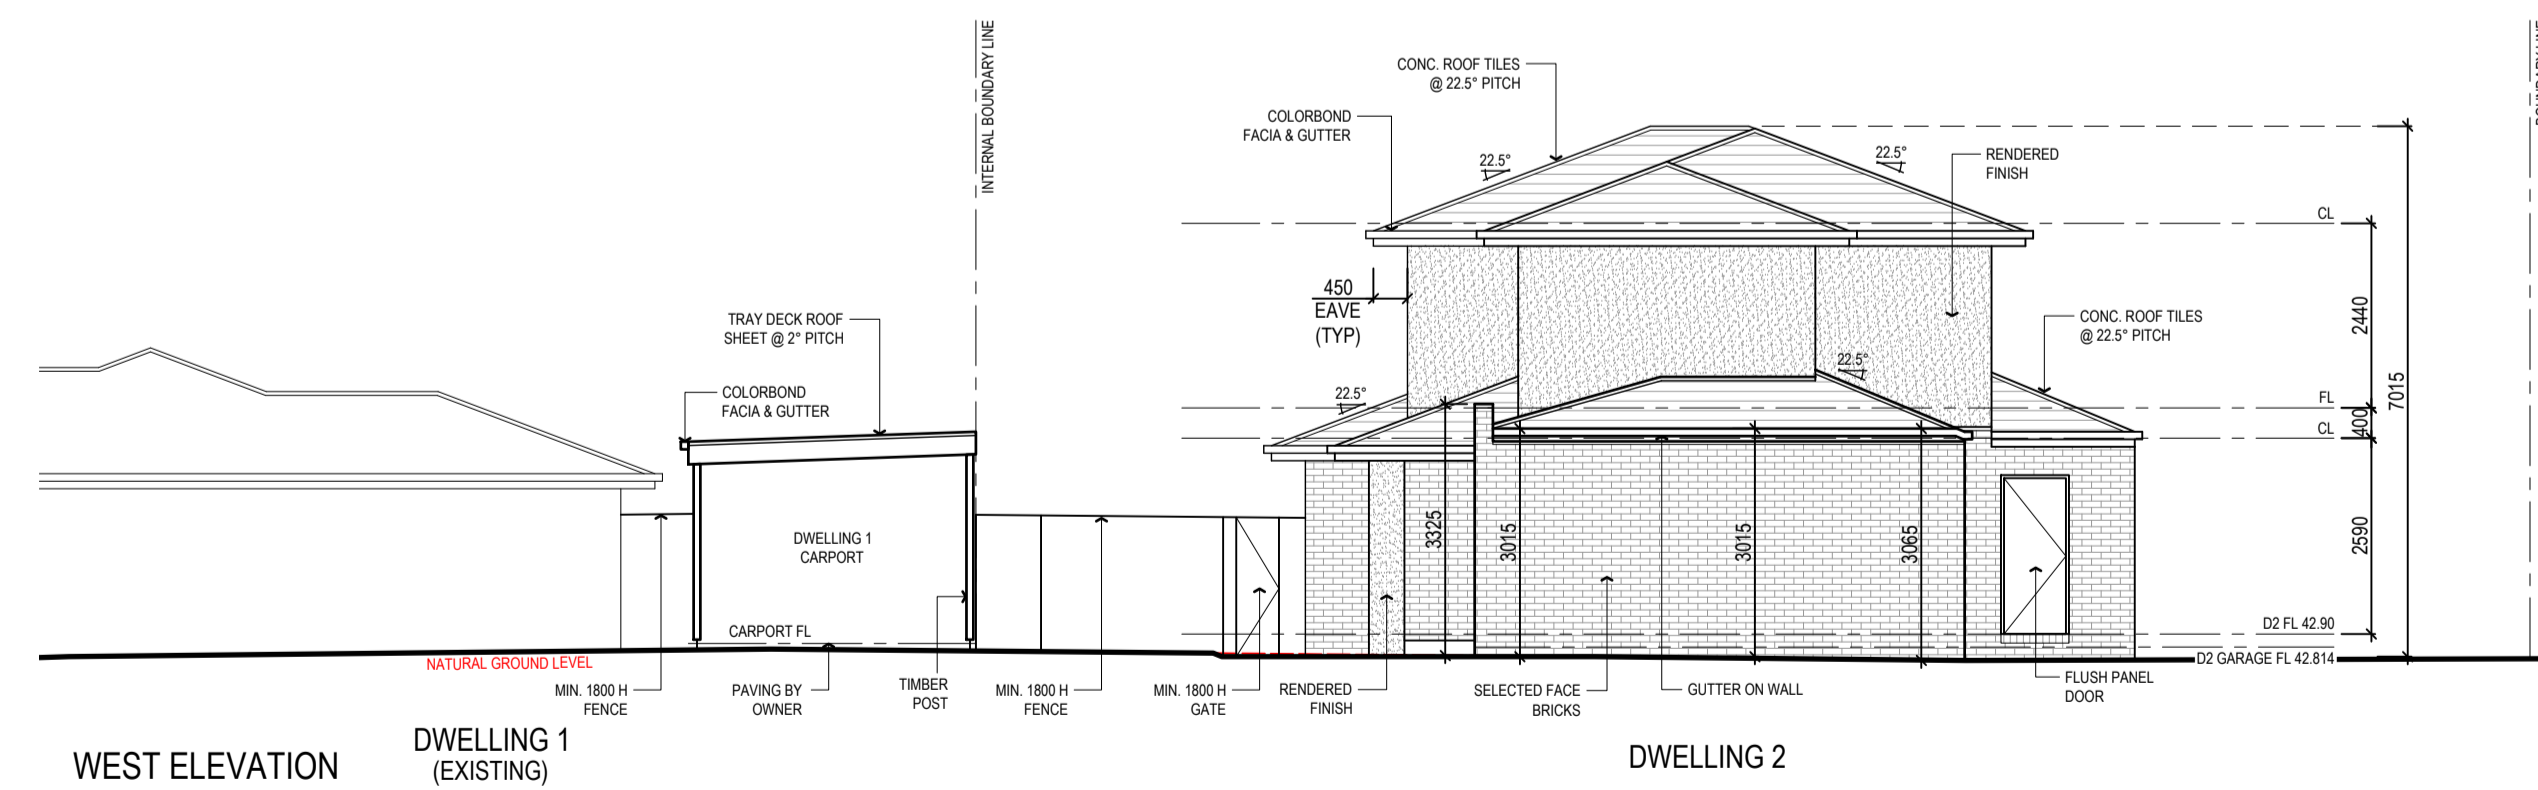 INTERNAL BOUNDARY LINE
BOUNDARY LINE
CONC. ROOF TILES
@ 22.5° PITCH
COLORBOND
FACIA & GUTTER
22.5°
22.5°
RENDERED
FINISH
CL
450
EAVE
(TYP)
2440
7015
TRAY DECK ROOF
SHEET @ 2° PITCH
CONC. ROOF TILES
@ 22.5° PITCH
COLORBOND
FACIA & GUTTER
22.5°
22.5°
FL
400
CL
3325
3015
3015
3065
2590
DWELLING 1
CARPORT
CARPORT FL
D2 FL 42.90
D2 GARAGE FL 42.814
NATURAL GROUND LEVEL
MIN. 1800 H
FENCE
PAVING BY
OWNER
TIMBER
POST
MIN. 1800 H
FENCE
MIN. 1800 H
GATE
RENDERED
FINISH
SELECTED FACE
BRICKS
GUTTER ON WALL
FLUSH PANEL
DOOR
WEST ELEVATION
DWELLING 1
(EXISTING)
DWELLING 2